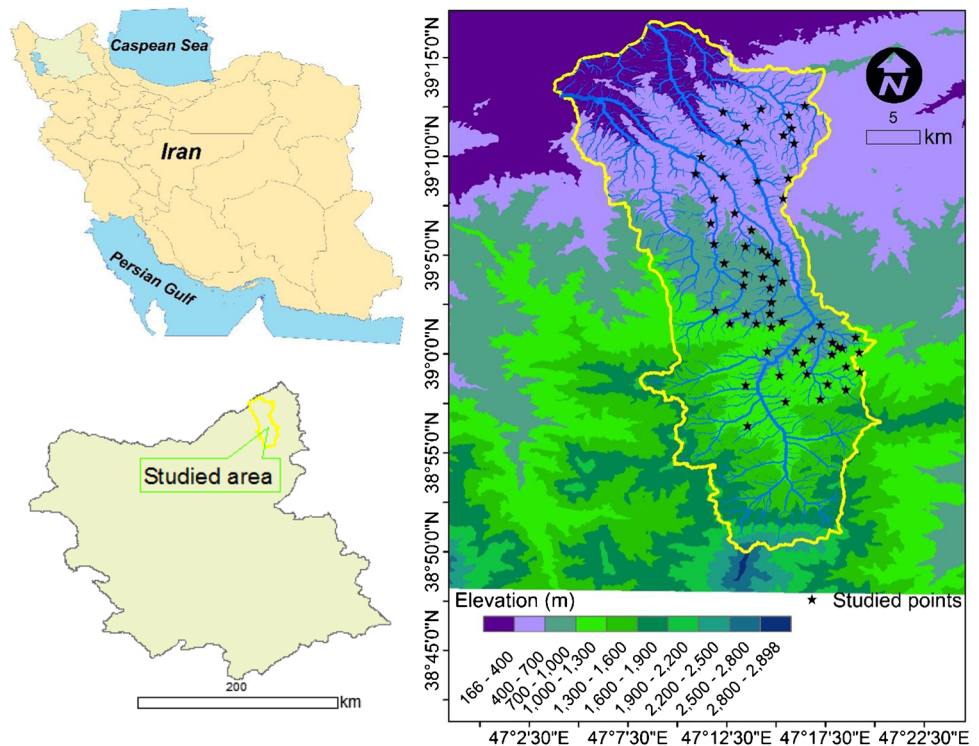 Caspean Sea
Iran
Persian Gulf
Studied area
200
km
39°15'0"N
39°10'0"N
39°5'0"N
39°0'0"N
38°55'0"N
38°50'0"N
38°45'0"N
38°40'0"N
N
5
km
Elevation (m)
★ Studied points
166 - 400
400 - 700
700 - 1,000
1,000 - 1,300
1,300 - 1,600
1,600 - 1,900
1,900 - 2,200
2,200 - 2,500
2,500 - 2,800
2,800 - 2,898
47°2'30"E
47°7'30"E
47°12'30"E
47°17'30"E
47°22'30"E